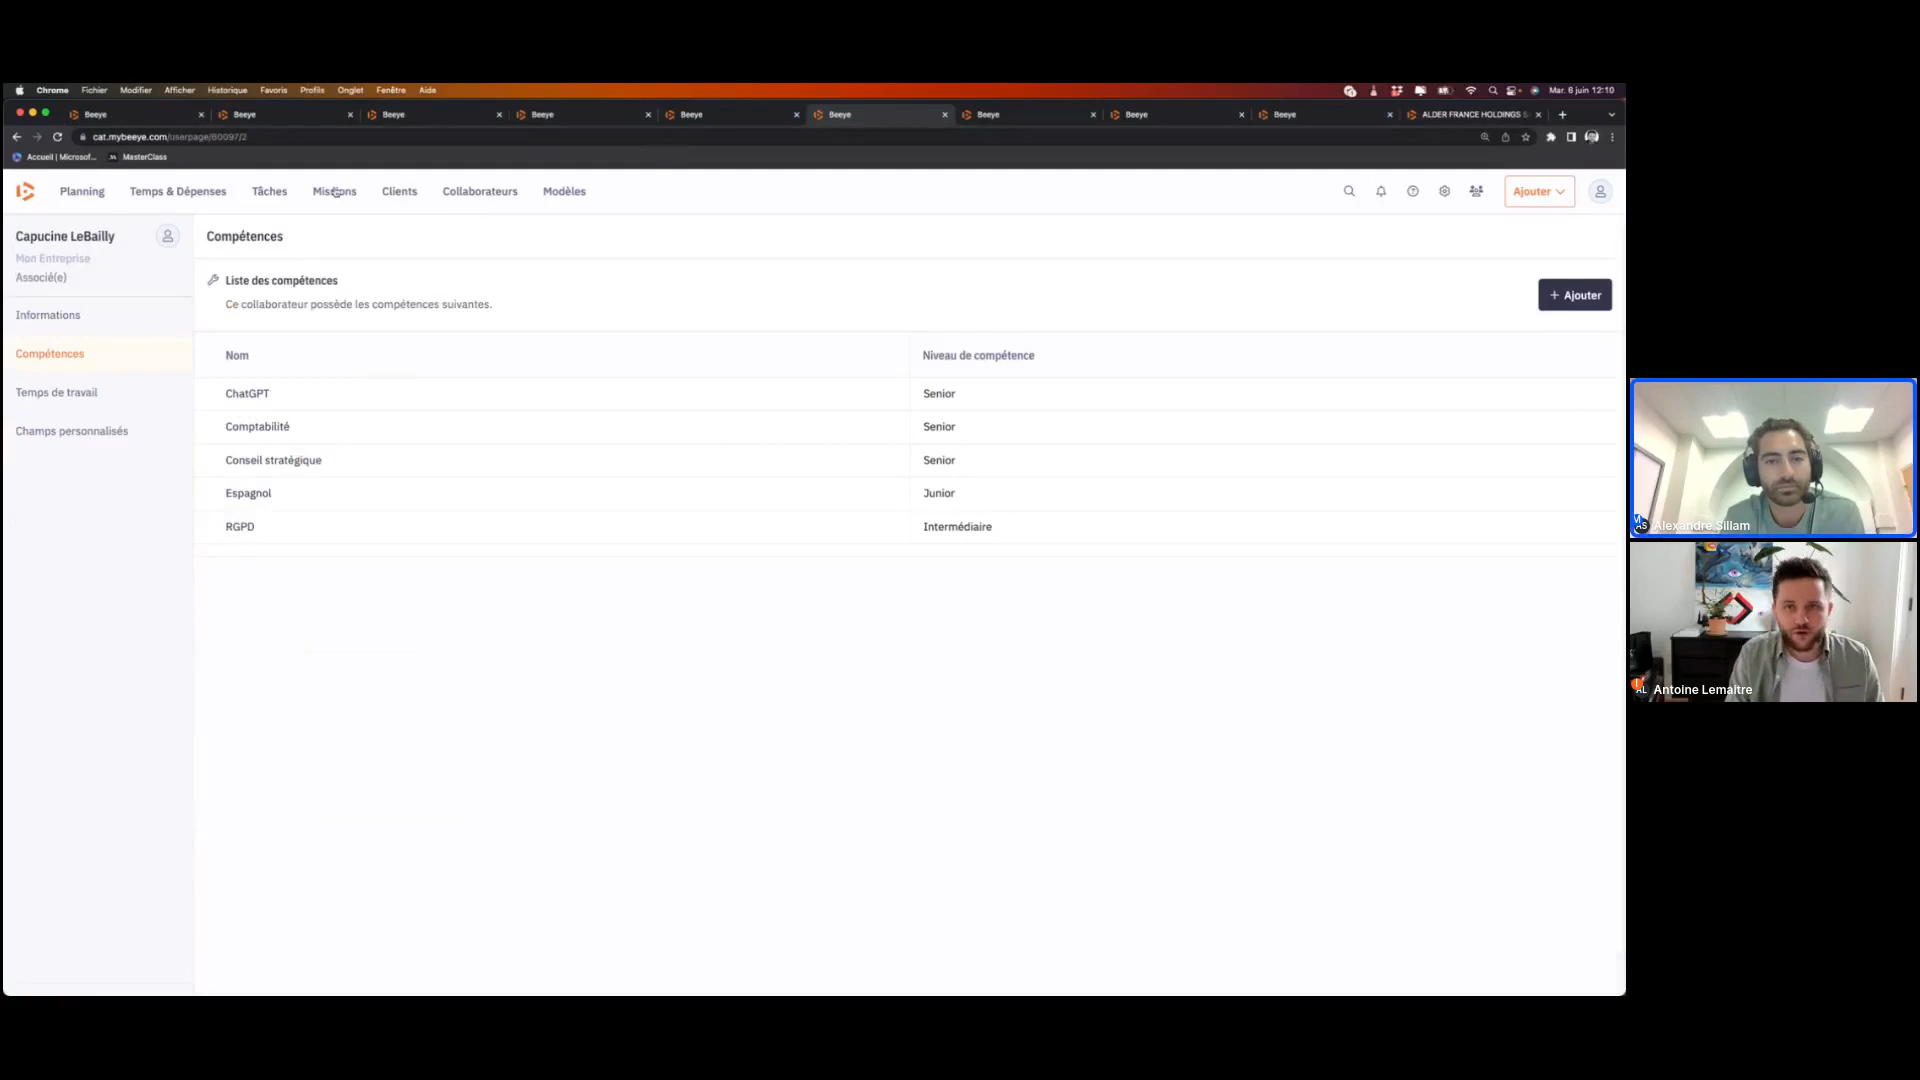 Chrome Fichier Modifier Afficher Historique Favoris Profils Onglet Fenêtre Aide
Mar. 6 juin 12:10
Beeye Beeye Beeye Beeye Beeye Beeye Beeye Beeye Beeye ALDER FRANCE HOLDINGS
cat.mybeeye.com/userpage/60097/2
Accueil | Microsof... MasterClass
Planning Temps & Dépenses Tâches Missions Clients Collaborateurs Modèles
Ajouter
Capucine LeBailly
Mon Entreprise
Associé(e)
Informations
Compétences
Temps de travail
Champs personnalisés
Compétences
Liste des compétences
Ce collaborateur possède les compétences suivantes.
+ Ajouter
Nom Niveau de compétence
ChatGPT Senior
Comptabilité Senior
Conseil stratégique Senior
Espagnol Junior
RGPD Intermédiaire
AS Alexandre Sillam
AL Antoine Lemaitre